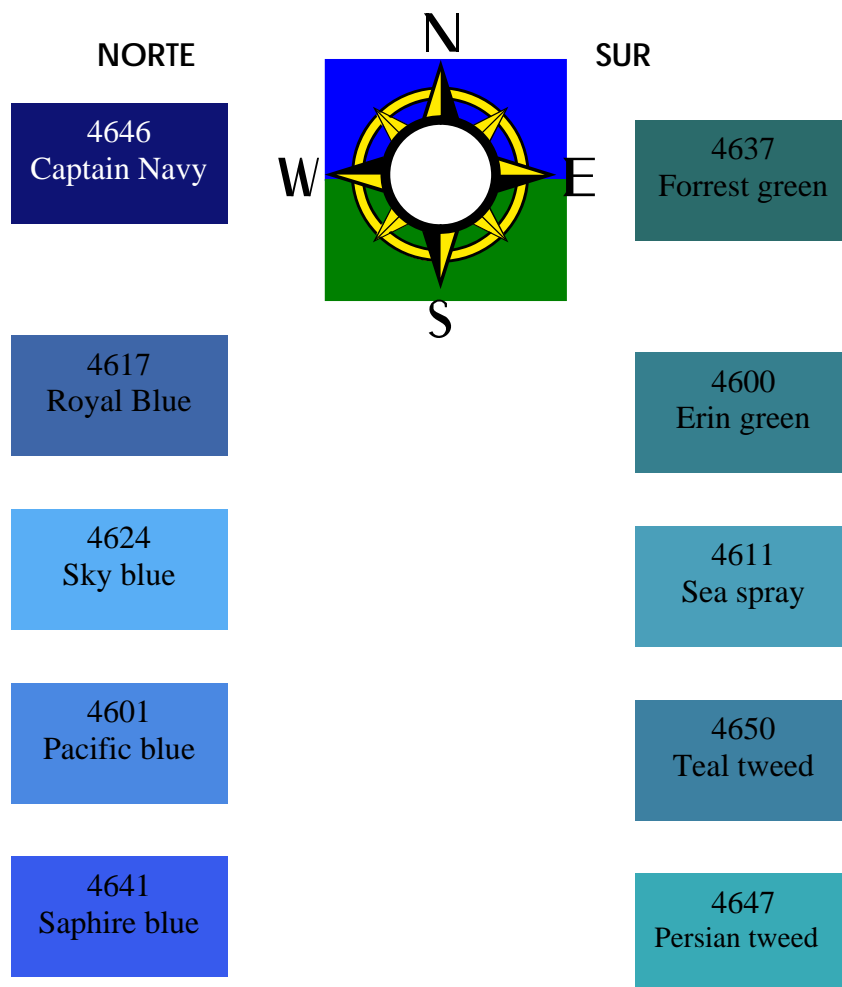 N
NORTE
SUR
4646
Captain Navy
4637
Forrest green
W
E
S
4617
Royal Blue
4600
Erin green
4624
Sky blue
4611
Sea spray
4601
Pacific blue
4650
Teal tweed
4641
Saphire blue
4647
Persian tweed